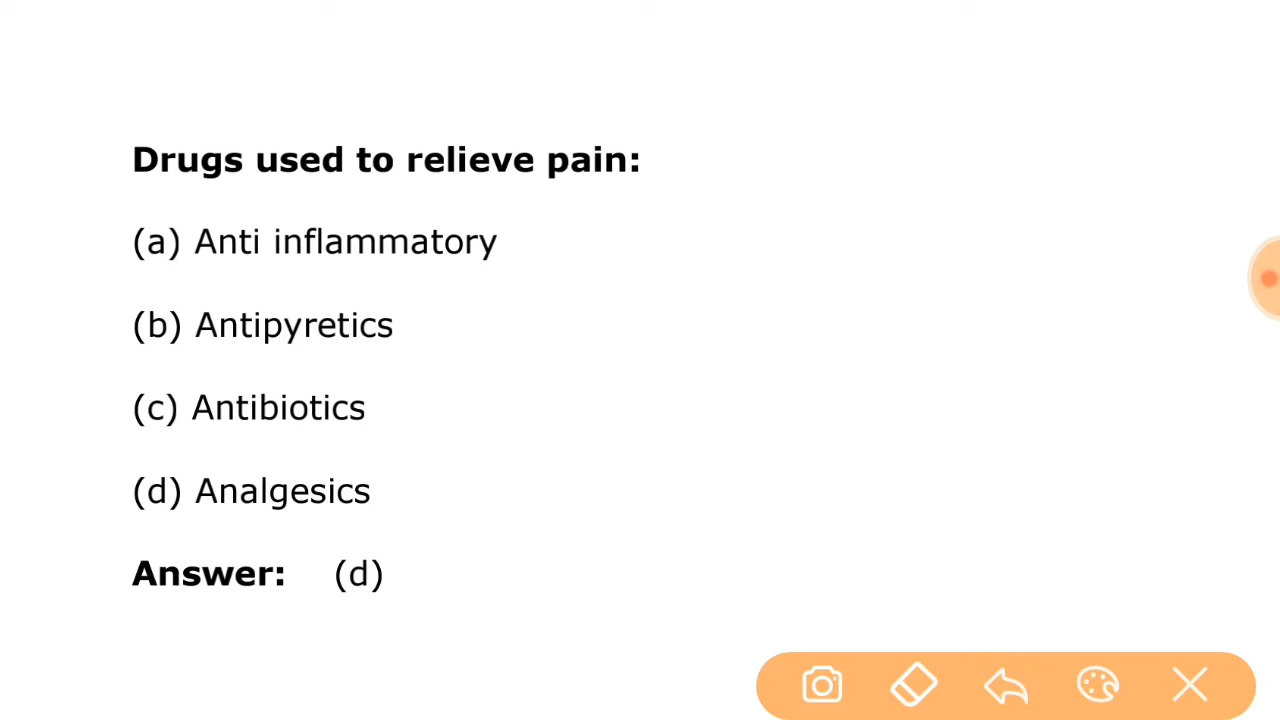 Drugs used to relieve pain:
(a) Anti inflammatory
(b) Antipyretics
(c) Antibiotics
(d) Analgesics
Answer: (d)